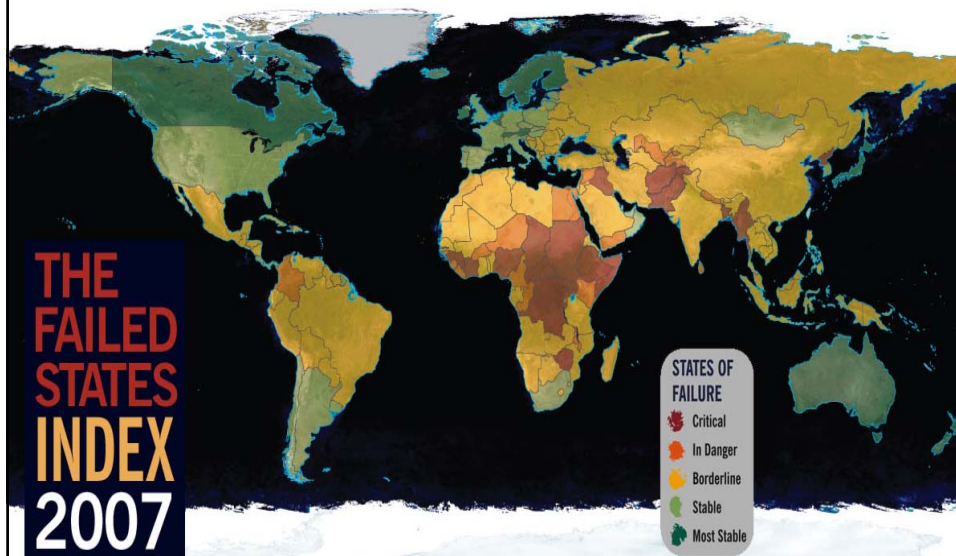 THE
FAILED
STATES
INDEX
2007
STATES OF
FAILURE
Critical
In Danger
Borderline
Stable
Most Stable